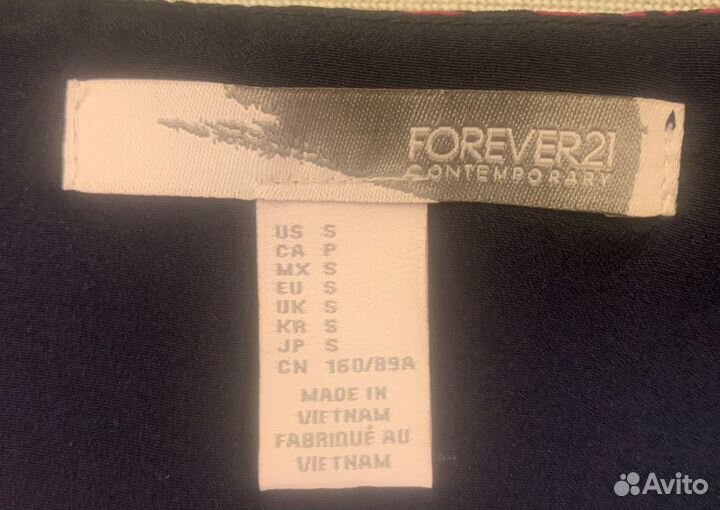 FOREVER21
CONTEMPORARY
US S
CA P
MX S
EU S
UK S
KR S
JP S
CN 160/89A
MADE IN
VIETNAM
FABRIQUÉ AU
VIETNAM
Avito